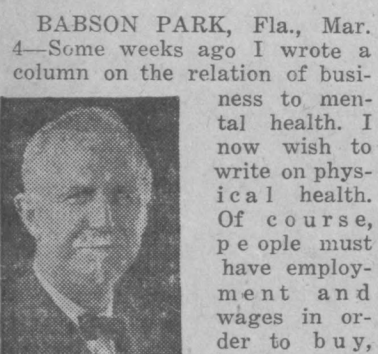 BABSON PARK, Fla., Mar.
4—Some weeks ago I wrote a
column on the relation of busi-
ness to men-
tal health. I
now wish to
write on phys-
ical health.
Of course,
people must
have employ-
ment and
wages in or-
der to buy,